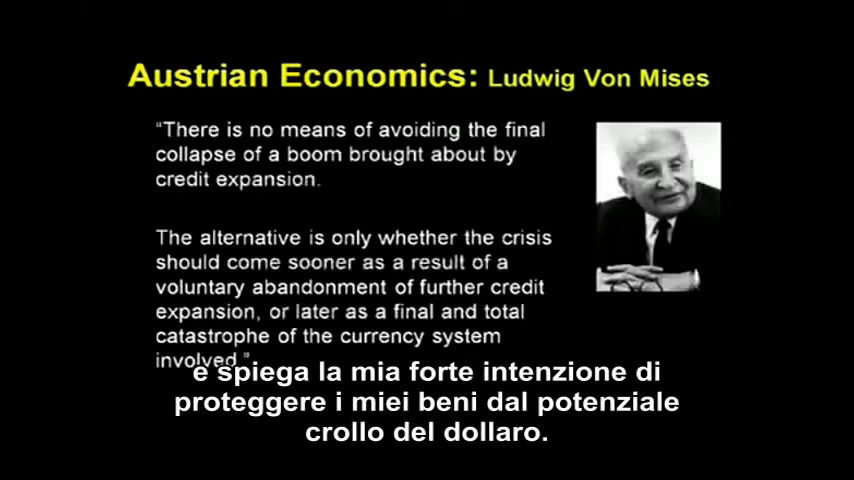 Austrian Economics: Ludwig Von Mises
“There is no means of avoiding the final
collapse of a boom brought about by
credit expansion.
The alternative is only whether the crisis
should come sooner as a result of a
voluntary abandonment of further credit
expansion, or later as a final and total
catastrophe of the currency system
involved.”
e spiega la mia forte intenzione di
proteggere i miei beni dal potenziale
crollo del dollaro.